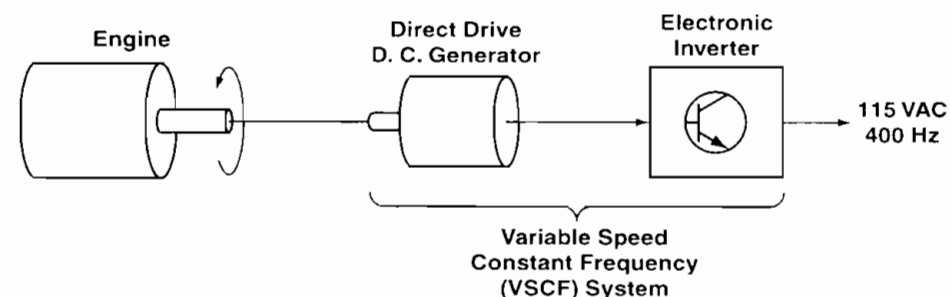 Engine
Direct Drive
D. C. Generator
Electronic
Inverter
115 VAC
400 Hz
Variable Speed
Constant Frequency
(VSCF) System